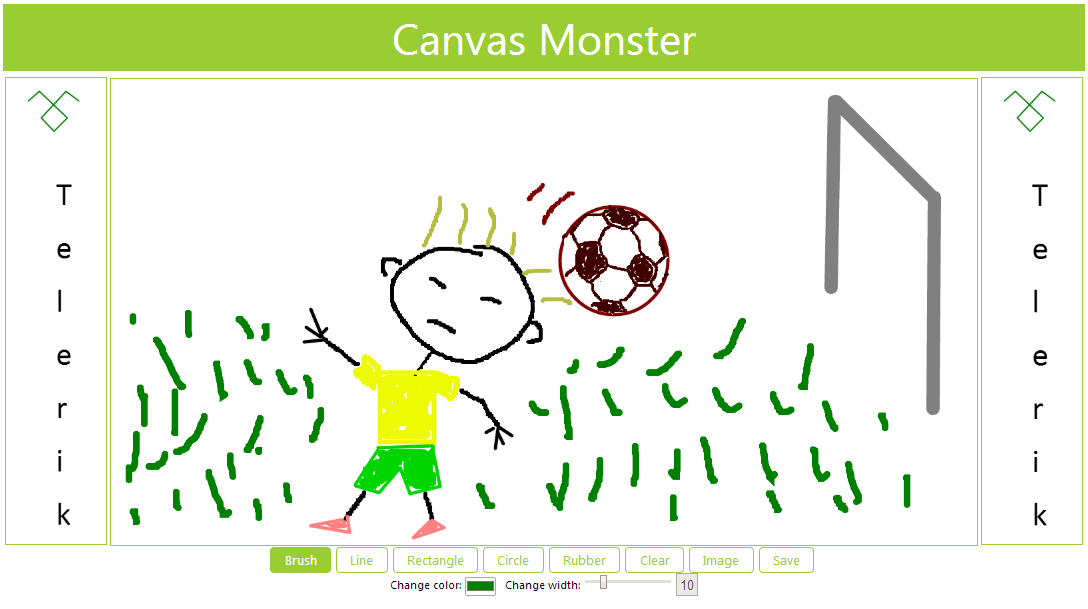 Canvas Monster
T
e
l
e
r
i
k
T
e
l
e
r
i
k
Brush Line Rectangle Circle Rubber Clear Image Save
Change color: Change width: 10